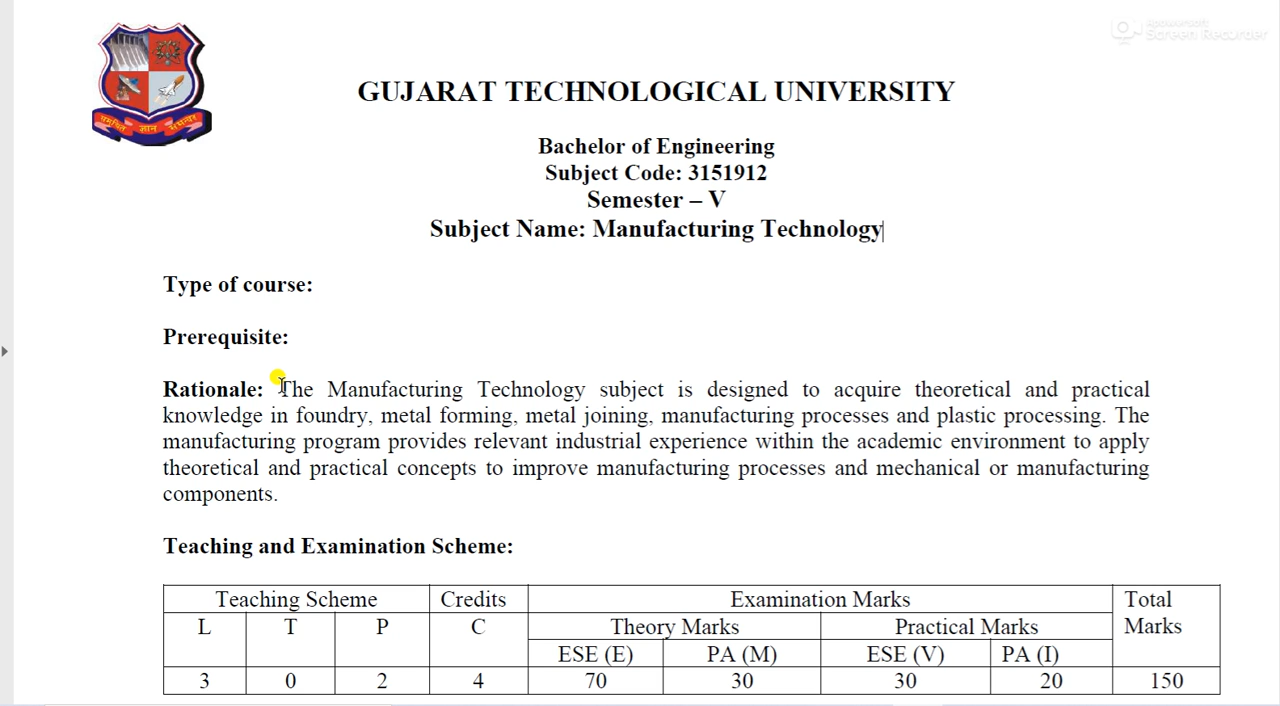 Apowersoft
Screen Recorder
GUJARAT TECHNOLOGICAL UNIVERSITY
Bachelor of Engineering
Subject Code: 3151912
Semester – V
Subject Name: Manufacturing Technology
Type of course:
Prerequisite:
Rationale: The Manufacturing Technology subject is designed to acquire theoretical and practical
knowledge in foundry, metal forming, metal joining, manufacturing processes and plastic processing. The
manufacturing program provides relevant industrial experience within the academic environment to apply
theoretical and practical concepts to improve manufacturing processes and mechanical or manufacturing
components.
Teaching and Examination Scheme:
Teaching Scheme Credits Examination Marks Total
L T P C Theory Marks Practical Marks Marks
ESE (E) PA (M) ESE (V) PA (I)
3 0 2 4 70 30 30 20 150